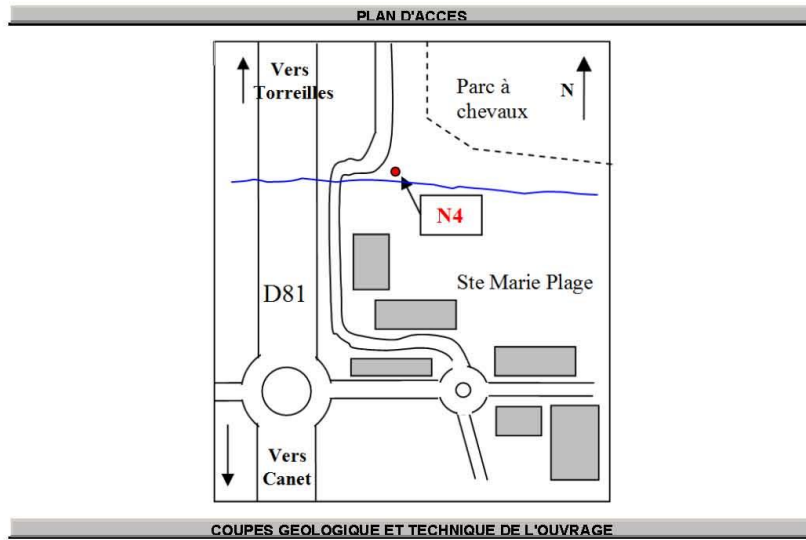 PLAN D'ACCES
Vers
Torreilles
Parc à
chevaux
N
N4
Ste Marie Plage
D81
Vers
Canet
COUPES GEOLOGIQUE ET TECHNIQUE DE L'OUVRAGE